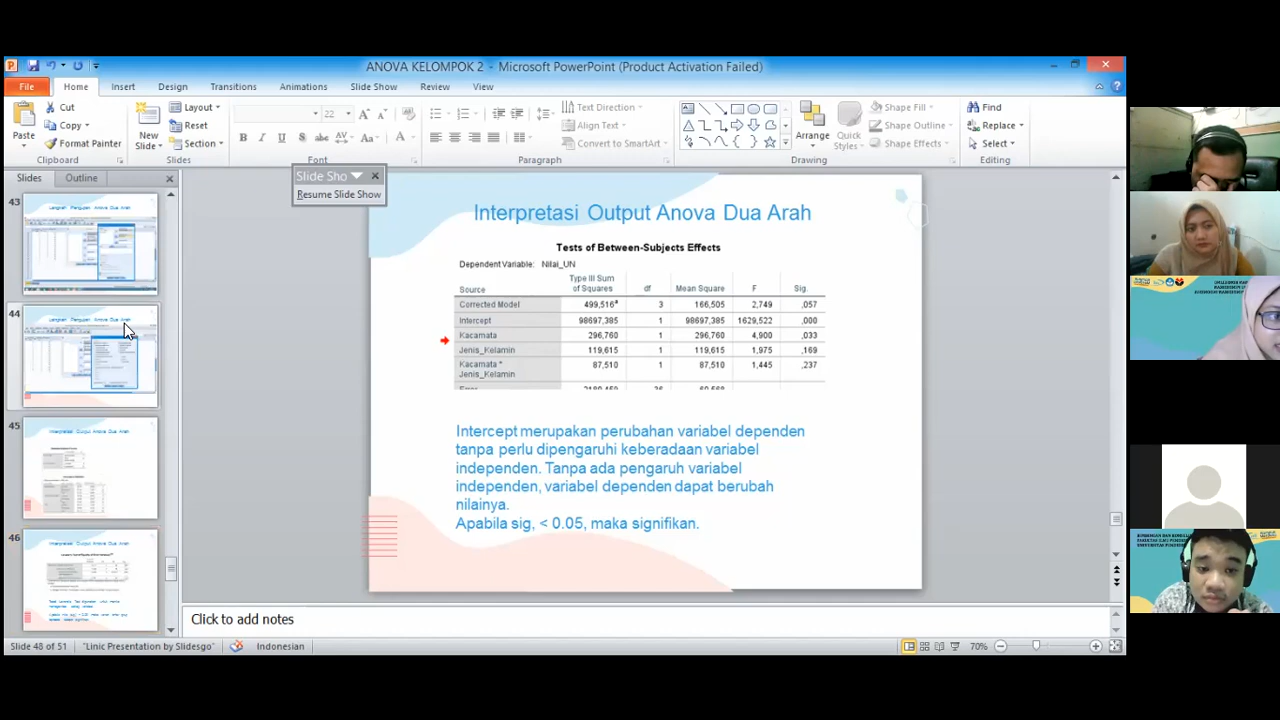 ANOVA KELOMPOK 2 - Microsoft PowerPoint (Product Activation Failed)
File Home Insert Design Transitions Animations Slide Show Review View
Paste
Cut
Copy
Format Painter
Clipboard
New Slide
Layout
Reset
Section
Slides
22
Font
Text Direction
Align Text
Convert to SmartArt
Paragraph
Arrange
Quick Styles
Shape Fill
Shape Outline
Shape Effects
Drawing
Find
Replace
Select
Editing
Slide Sho
Resume Slide Show
Slides Outline
43
44
45
46
Interpretasi Output Anova Dua Arah
Tests of Between-Subjects Effects
Dependent Variable: Nilai_UN
Source Type III Sum of Squares df Mean Square F Sig.
Corrected Model 499,516ª 3 166,505 2,749 ,057
Intercept 98697,385 1 98697,385 1629,522 ,000
Kacamata 296,760 1 296,760 4,900 ,033
Jenis_Kelamin 119,615 1 119,615 1,975 ,169
Kacamata * Jenis_Kelamin 87,510 1 87,510 1,445 ,237
Intercept merupakan perubahan variabel dependen
tanpa perlu dipengaruhi keberadaan variabel
independen. Tanpa ada pengaruh variabel
independen, variabel dependen dapat berubah
nilainya.
Apabila sig, < 0.05, maka signifikan.
Click to add notes
Slide 48 of 51 "Linic Presentation by Slidesgo" Indonesian 70%